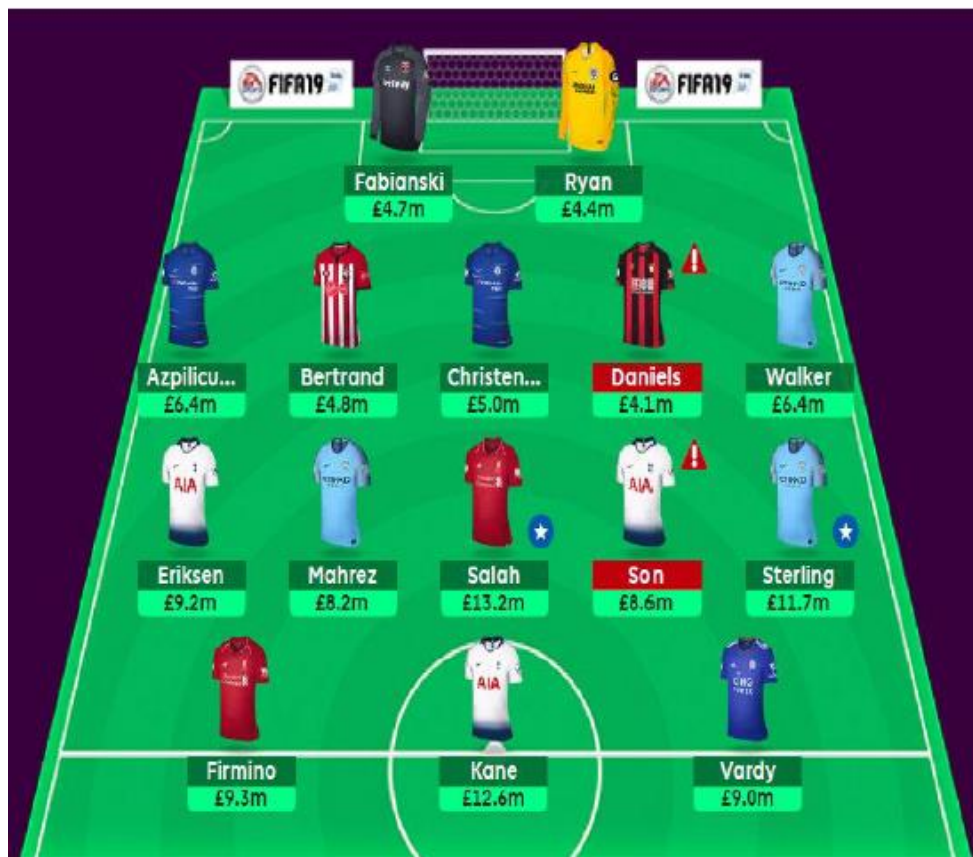 FIFA19
FIFA19
Fabianski
£4.7m
Ryan
£4.4m
Azpilicu...
£6.4m
Bertrand
£4.8m
Christen...
£5.0m
Daniels
£4.1m
Walker
£6.4m
AIA
AIA
Eriksen
£9.2m
Mahrez
£8.2m
Salah
£13.2m
Son
£8.6m
Sterling
£11.7m
AIA
Firmino
£9.3m
Kane
£12.6m
Vardy
£9.0m